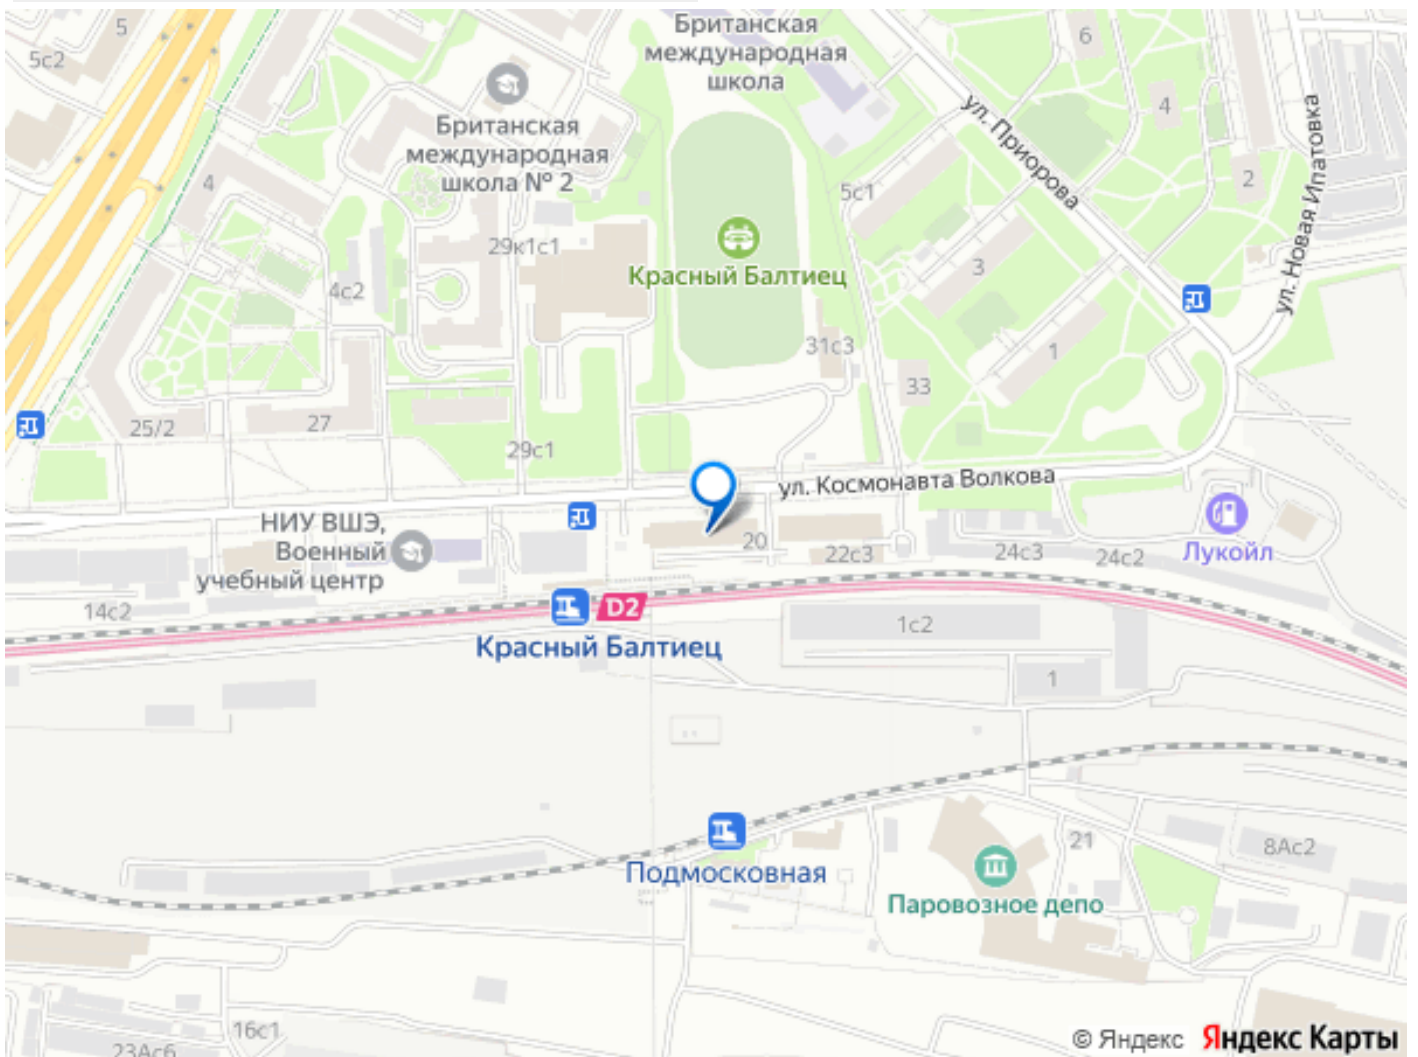 5
5с2
Британская
международная
школа
6
4
ул. Приорова
ул. Новая Ипатовка
Британская
международная
школа № 2
4
5с1
2
29к1с1
Красный Балтиец
3
4с2
31с3
1
33
25/2
27
29с1
ул. Космонавта Волкова
НИУ ВШЭ,
Военный
учебный центр
20
22с3
24с3
24с2
Лукойл
14с2
D2
Красный Балтиец
1с2
1
Подмосковная
21
8Ас2
Паровозное депо
16с1
23Ас6
© Яндекс Яндекс Карты